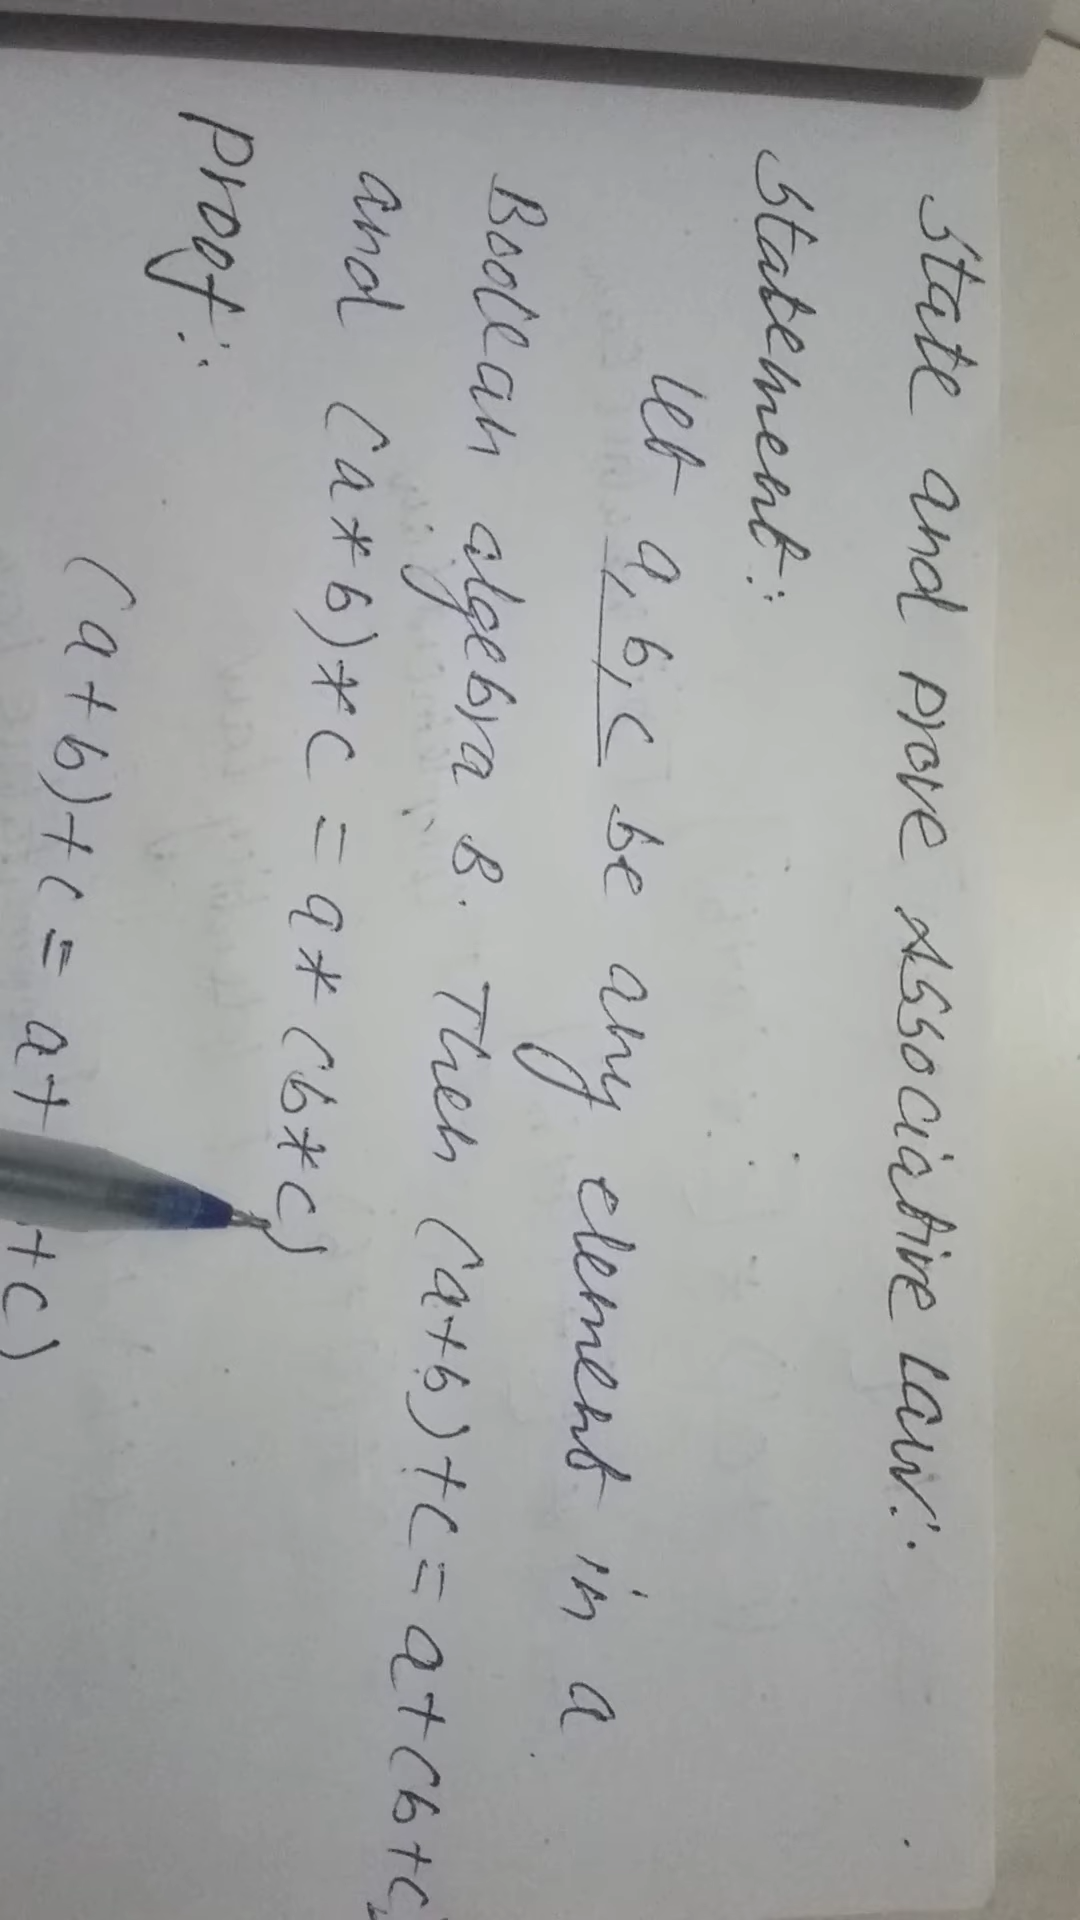 State and prove Associative Law:
Statement:
let a, b, c be any element in a
Boolean algebra B. Then (a+b)+c = a+(b+c)
and (a*b)*c = a*(b*c)
proof:
(a+b)+c = a+ +c)